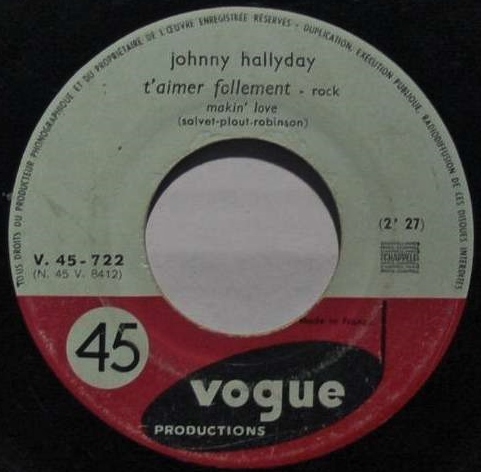 TOUS DROITS DU PRODUCTEUR PHONOGRAPHIQUE ET DU PROPRIÉTAIRE DE L'ŒUVRE ENREGISTRÉE RÉSERVÉS - DUPLICATION, EXÉCUTION PUBLIQUE, RADIODIFFUSION DE CES DISQUES INTERDITES
johnny hallyday
t'aimer follement - rock
makin' love
(salvet-plout-robinson)
(2' 27)
CHAPPELL
V. 45-722
(N. 45 V. 8412)
Made in France
45
vogue
PRODUCTIONS